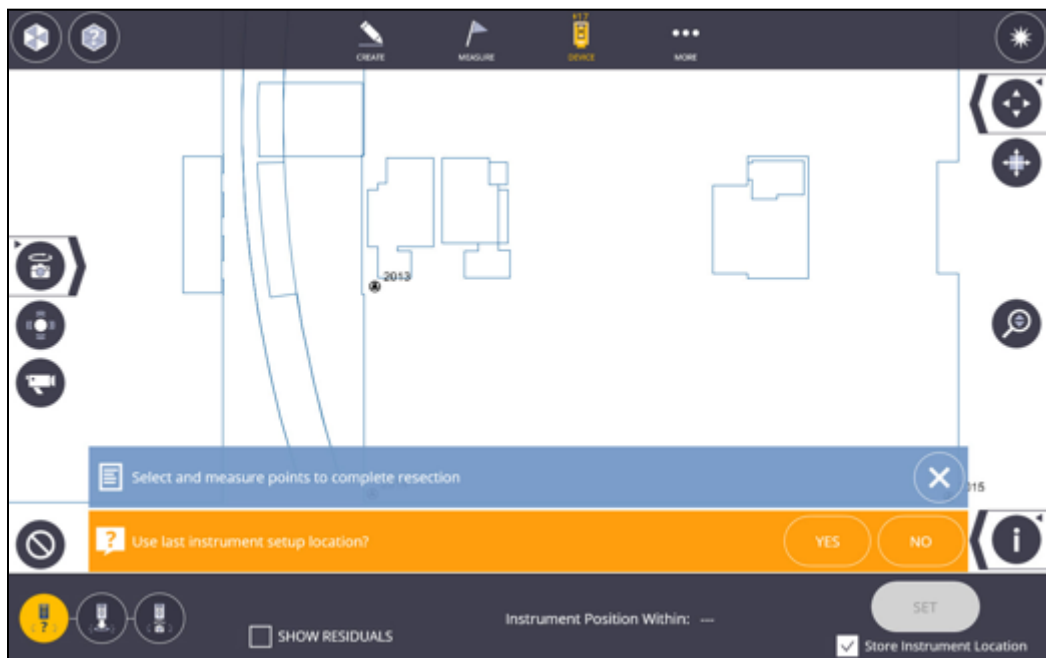 X17
CREATE
MEASURE
DEVICE
MORE
2013
Select and measure points to complete resection
015
Use last instrument setup location?
YES
NO
SHOW RESIDUALS
Instrument Position Within: ---
SET
Store Instrument Location